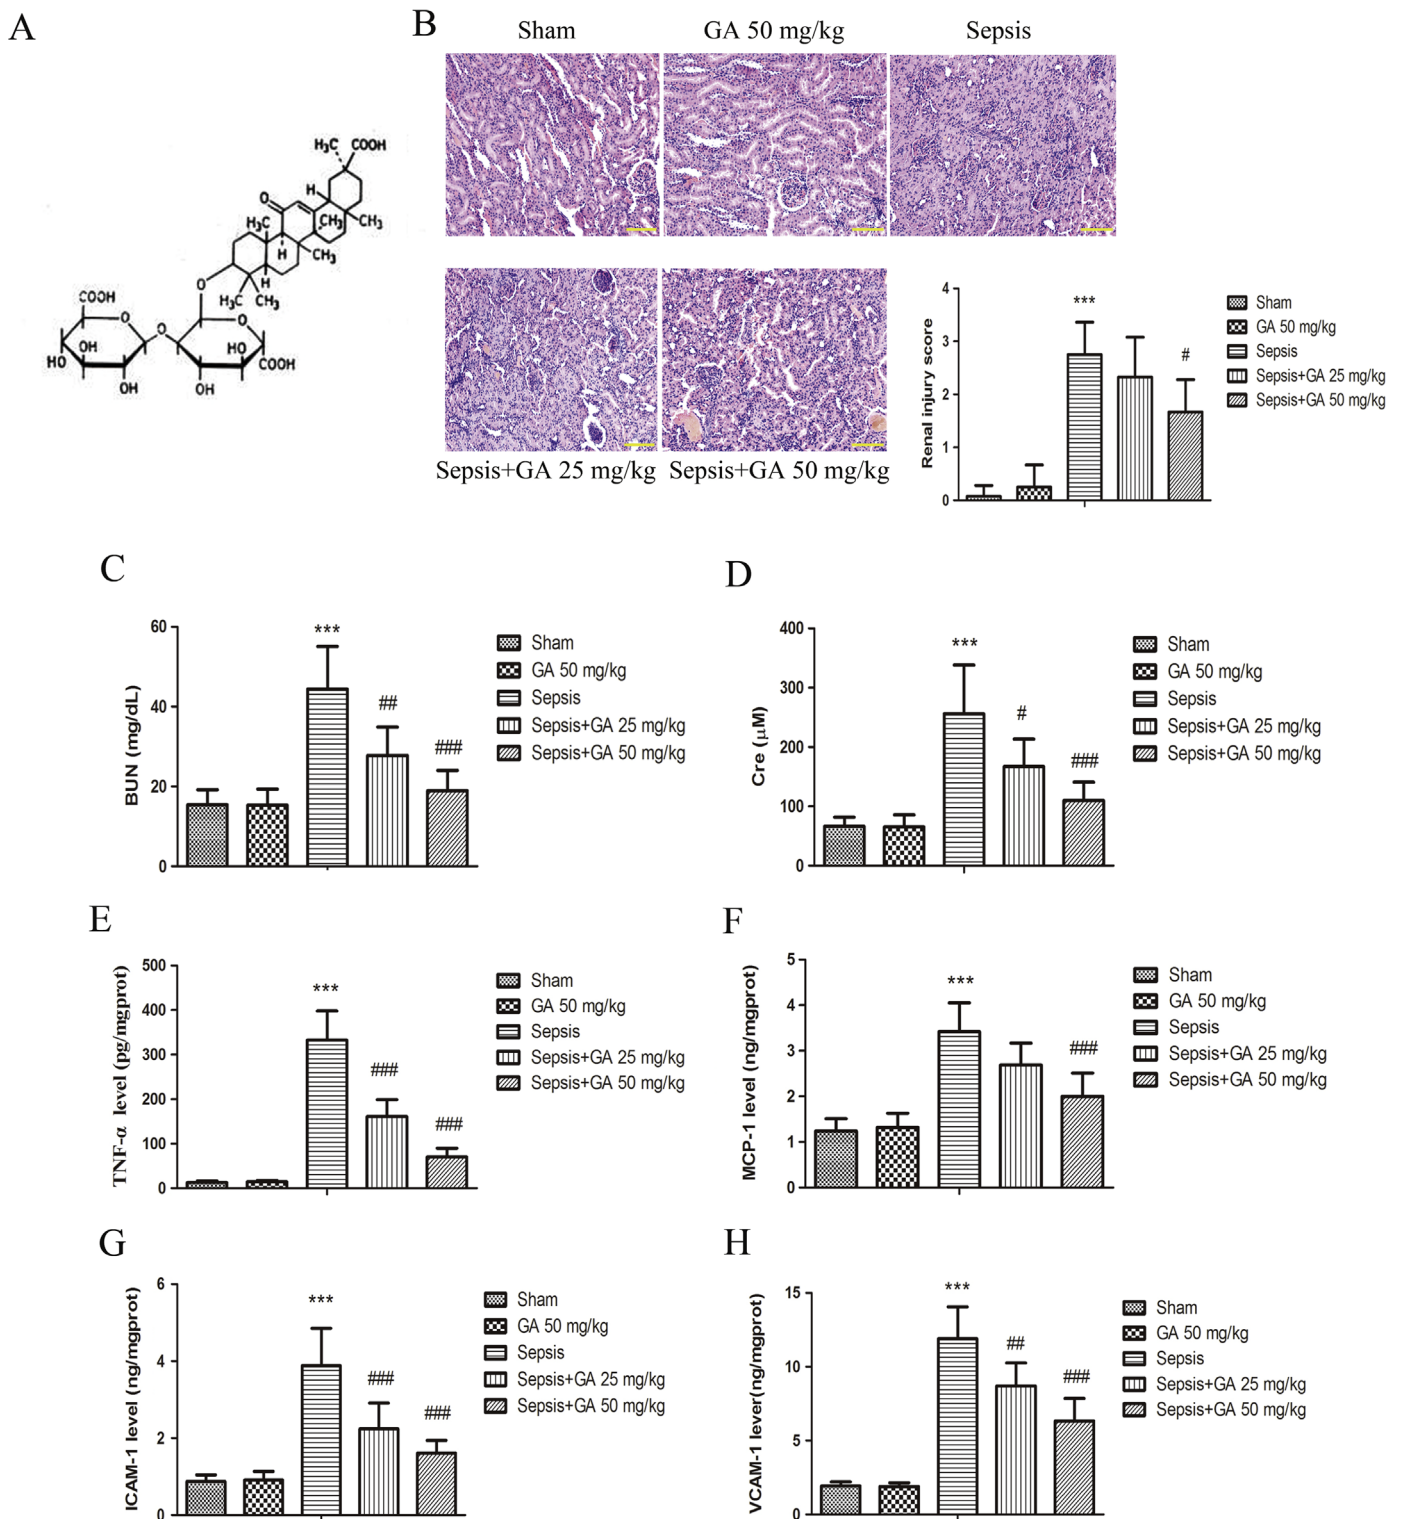 A
H₃C COOH
H
O
H₃C CH₃ CH₃
H CH₃
H
O
H₃C CH₃
COOH
O O O
OH HO
HO COOH
OH OH
B
Sham GA 50 mg/kg Sepsis
Sepsis+GA 25 mg/kg Sepsis+GA 50 mg/kg
Renal injury score
4
3
2
1
0
***
#
Sham
GA 50 mg/kg
Sepsis
Sepsis+GA 25 mg/kg
Sepsis+GA 50 mg/kg
C
BUN (mg/dL)
60
40
20
0
***
##
###
Sham
GA 50 mg/kg
Sepsis
Sepsis+GA 25 mg/kg
Sepsis+GA 50 mg/kg
D
Cre (μM)
400
300
200
100
0
***
#
###
Sham
GA 50 mg/kg
Sepsis
Sepsis+GA 25 mg/kg
Sepsis+GA 50 mg/kg
E
TNF-α level (pg/mgprot)
500
400
300
200
100
0
***
###
###
Sham
GA 50 mg/kg
Sepsis
Sepsis+GA 25 mg/kg
Sepsis+GA 50 mg/kg
F
MCP-1 level (ng/mgprot)
5
4
3
2
1
0
***
###
Sham
GA 50 mg/kg
Sepsis
Sepsis+GA 25 mg/kg
Sepsis+GA 50 mg/kg
G
ICAM-1 level (ng/mgprot)
6
4
2
0
***
###
###
Sham
GA 50 mg/kg
Sepsis
Sepsis+GA 25 mg/kg
Sepsis+GA 50 mg/kg
H
VCAM-1 lever(ng/mgprot)
15
10
5
0
***
##
###
Sham
GA 50 mg/kg
Sepsis
Sepsis+GA 25 mg/kg
Sepsis+GA 50 mg/kg